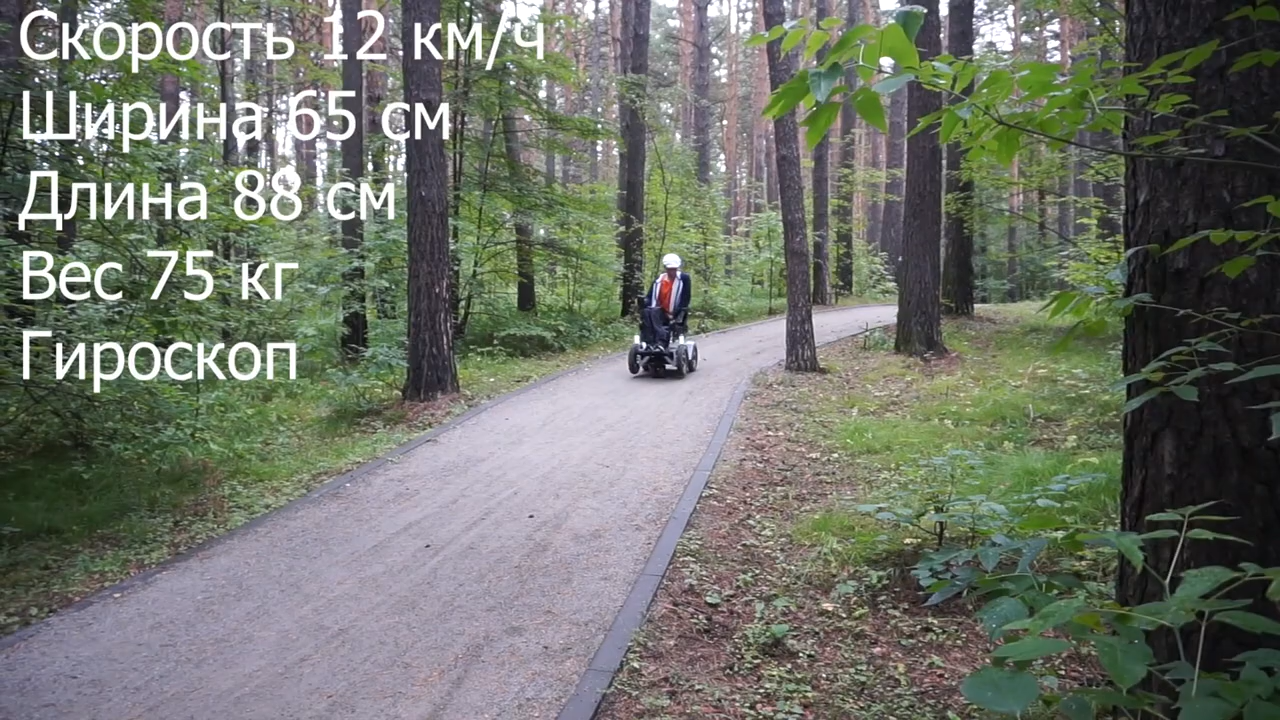 Скорость 12 км/ч
Ширина 65 см
Длина 88 см
Вес 75 кг
Гироскоп